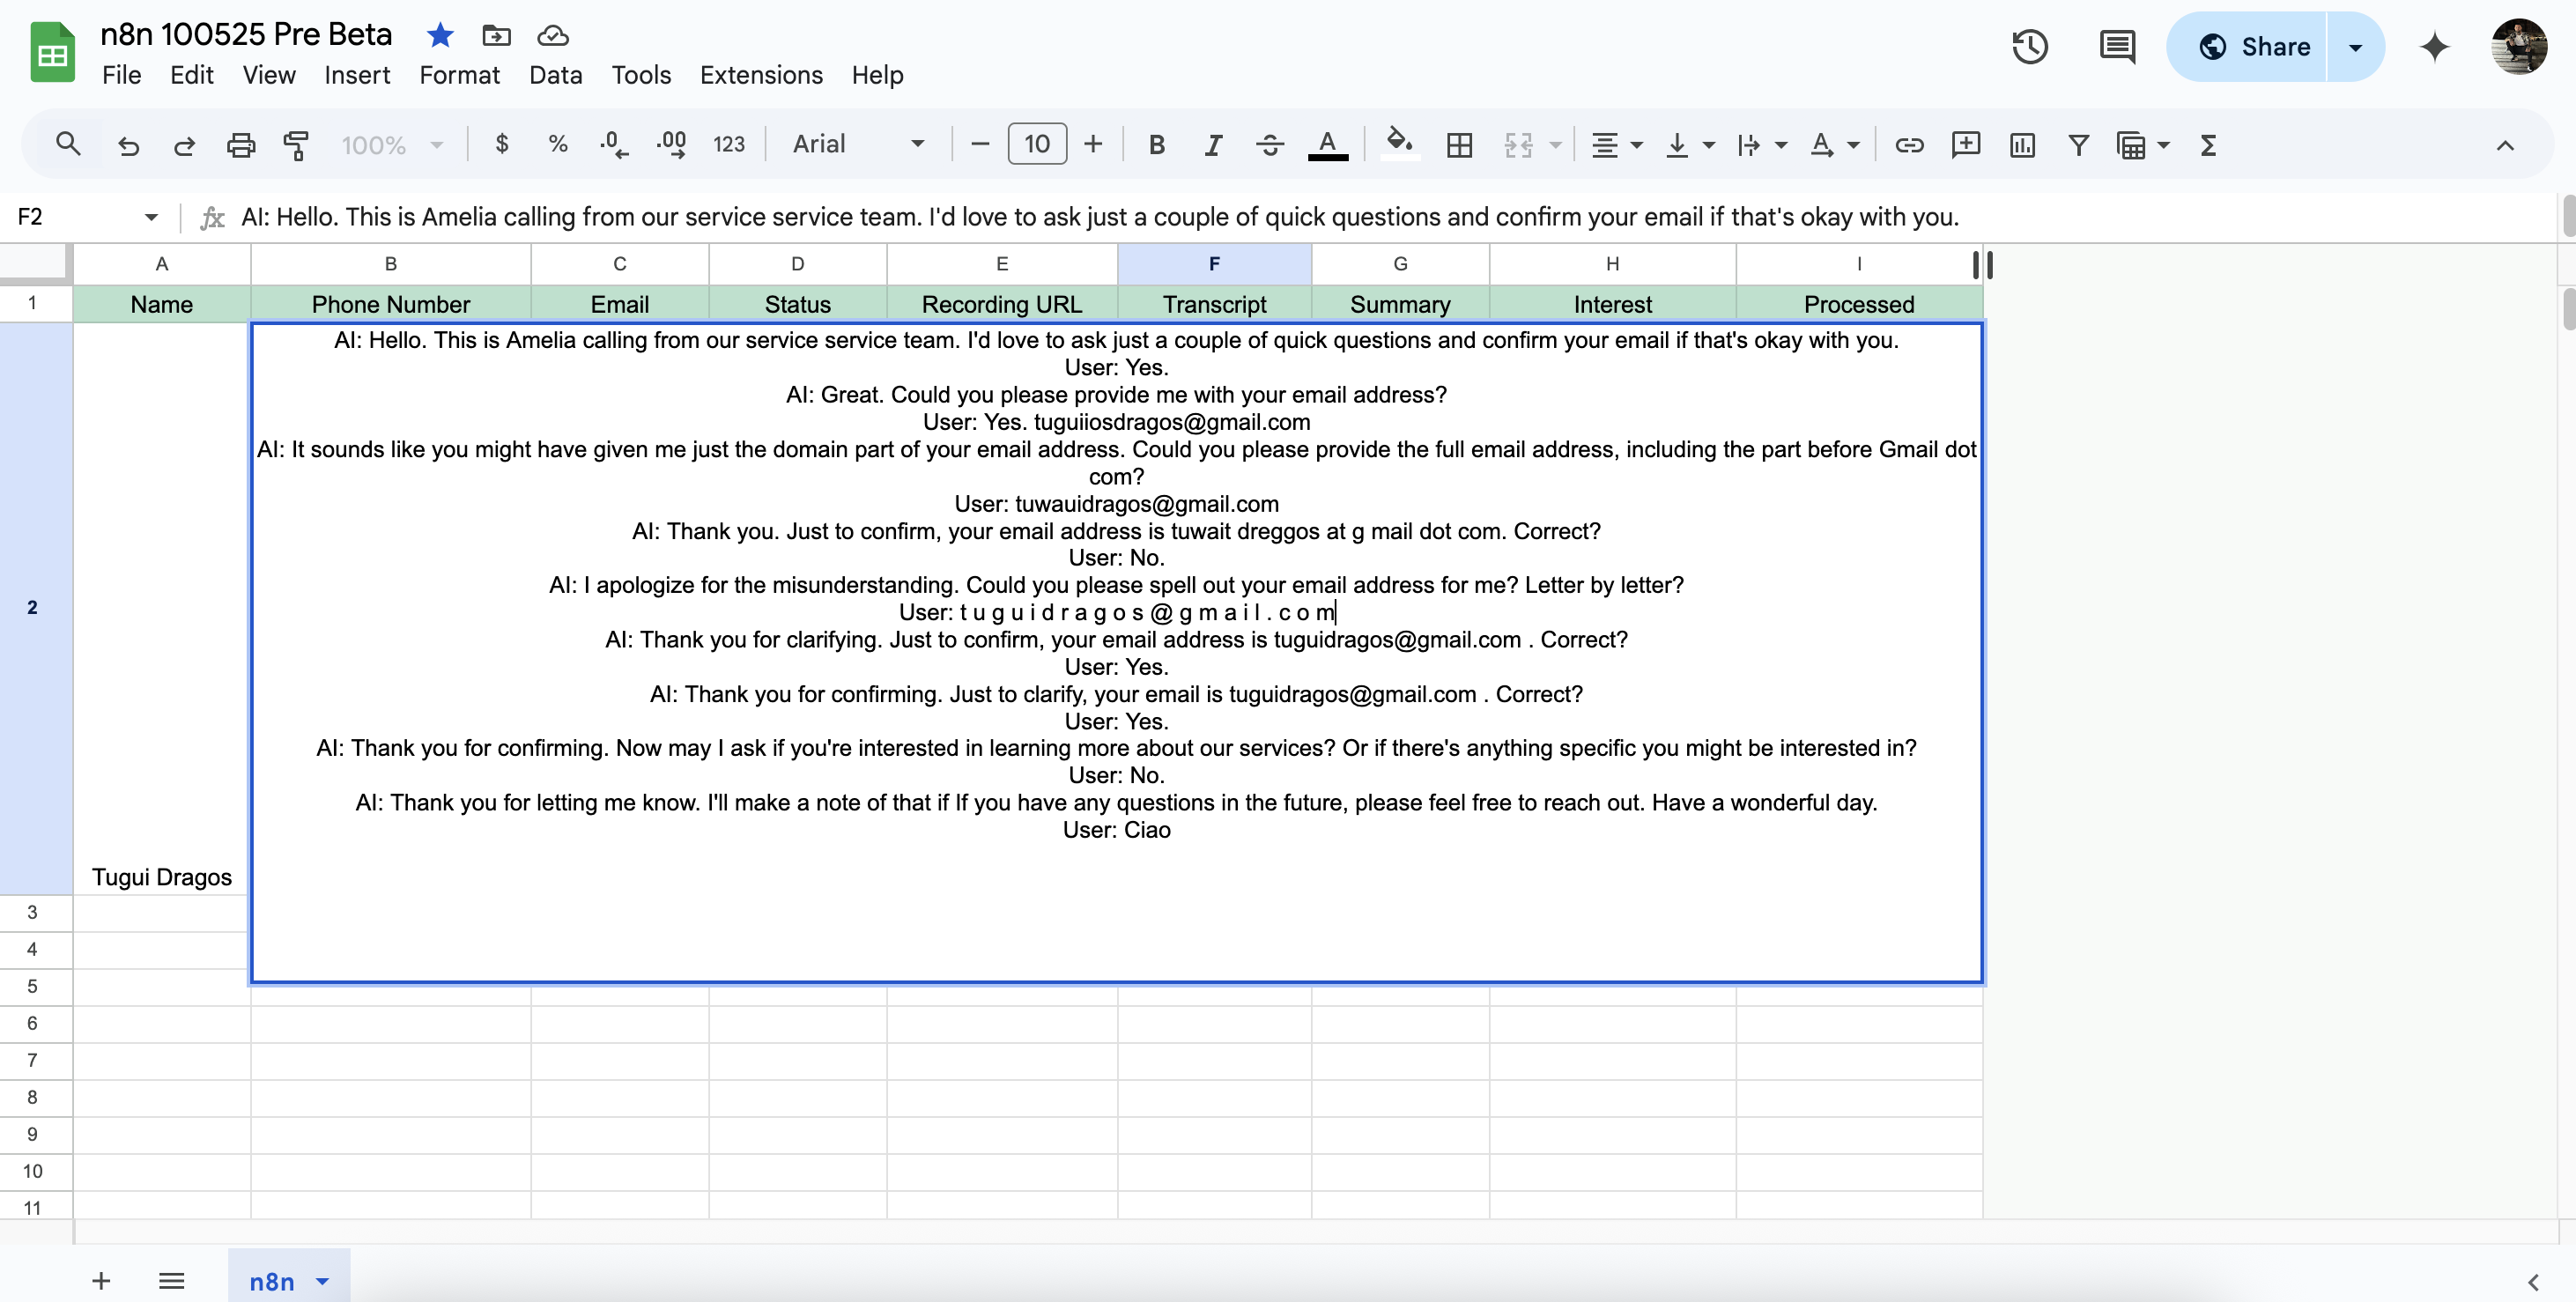 n8n 100525 Pre Beta
File Edit View Insert Format Data Tools Extensions Help
Share
100% $ % .0 .00 123 Arial 10 B I A
F2 fx AI: Hello. This is Amelia calling from our service service team. I'd love to ask just a couple of quick questions and confirm your email if that's okay with you.
A B C D E F G H I
1 Name Phone Number Email Status Recording URL Transcript Summary Interest Processed
AI: Hello. This is Amelia calling from our service service team. I'd love to ask just a couple of quick questions and confirm your email if that's okay with you.
User: Yes.
AI: Great. Could you please provide me with your email address?
User: Yes. tuguiiosdragos@gmail.com
AI: It sounds like you might have given me just the domain part of your email address. Could you please provide the full email address, including the part before Gmail dot
com?
User: tuwauidragos@gmail.com
AI: Thank you. Just to confirm, your email address is tuwait dreggos at g mail dot com. Correct?
User: No.
AI: I apologize for the misunderstanding. Could you please spell out your email address for me? Letter by letter?
2
User: t u g u i d r a g o s @ g m a i l . c o m
AI: Thank you for clarifying. Just to confirm, your email address is tuguidragos@gmail.com . Correct?
User: Yes.
AI: Thank you for confirming. Just to clarify, your email is tuguidragos@gmail.com . Correct?
User: Yes.
AI: Thank you for confirming. Now may I ask if you're interested in learning more about our services? Or if there's anything specific you might be interested in?
User: No.
AI: Thank you for letting me know. I'll make a note of that if If you have any questions in the future, please feel free to reach out. Have a wonderful day.
User: Ciao
Tugui Dragos
3
4
5
6
7
8
9
10
11
n8n